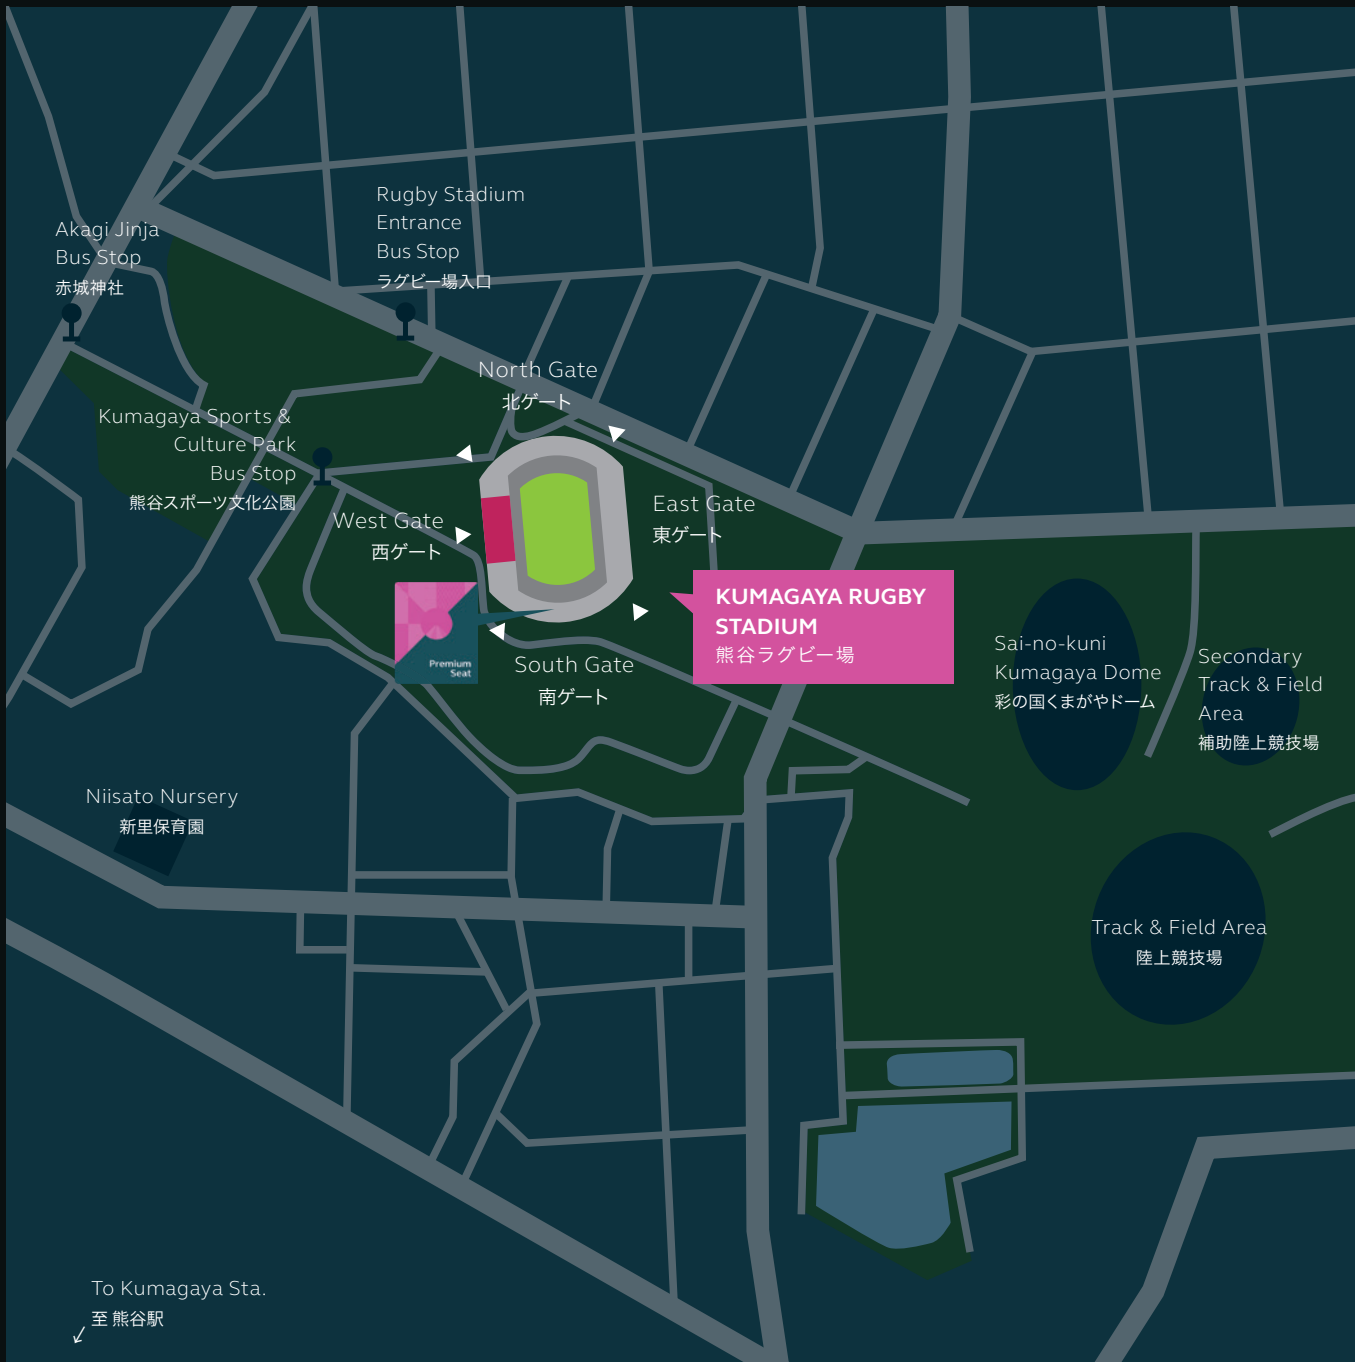 Rugby Stadium
Entrance
Bus Stop
ラグビー場入口
Akagi Jinja
Bus Stop
赤城神社
North Gate
北ゲート
Kumagaya Sports &
Culture Park
Bus Stop
熊谷スポーツ文化公園
West Gate
西ゲート
East Gate
東ゲート
KUMAGAYA RUGBY
STADIUM
熊谷ラグビー場
Premium
Seat
South Gate
南ゲート
Sai-no-kuni
Kumagaya Dome
彩の国くまがやドーム
Secondary
Track & Field
Area
補助陸上競技場
Niisato Nursery
新里保育園
Track & Field Area
陸上競技場
To Kumagaya Sta.
至 熊谷駅